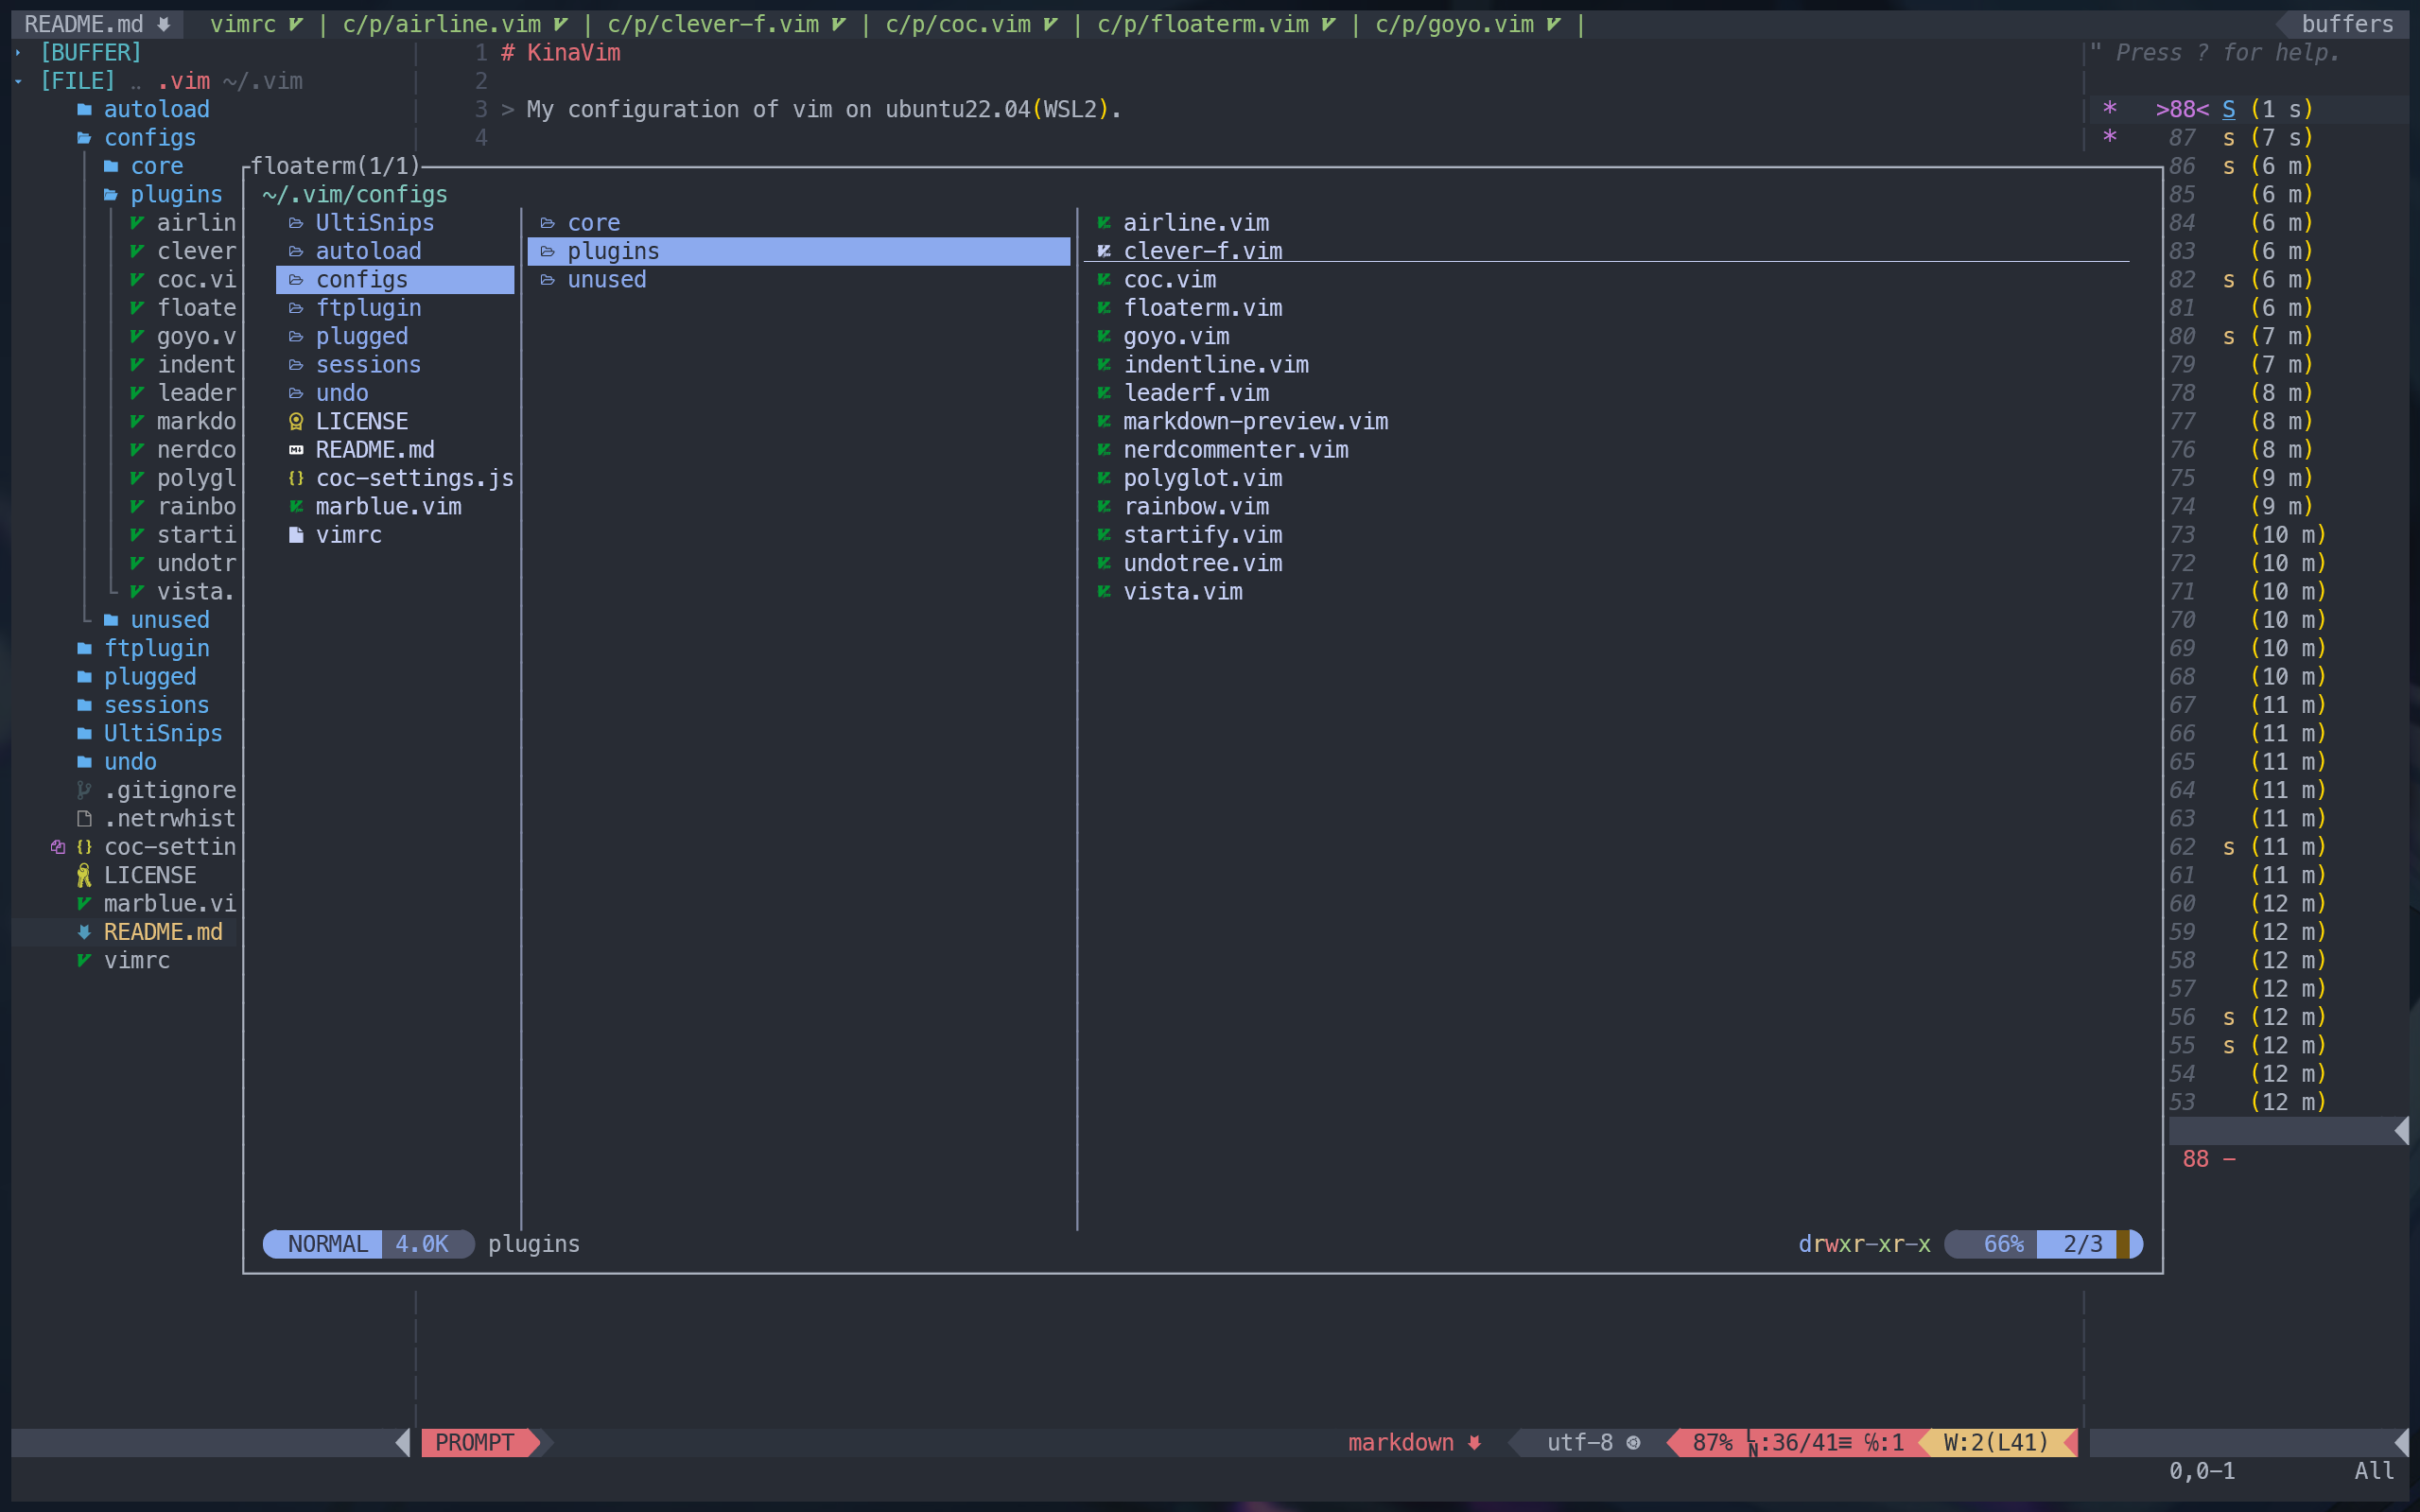 README.md vimrc | c/p/airline.vim | c/p/clever-f.vim | c/p/coc.vim | c/p/floaterm.vim | c/p/goyo.vim | buffers
[BUFFER]
[FILE] .. .vim ~/.vim
autoload
configs
core
plugins
airlin
clever
coc.vi
floate
goyo.v
indent
leader
markdo
nerdco
polygl
rainbo
starti
undotr
vista.
unused
ftplugin
plugged
sessions
UltiSnips
undo
.gitignore
.netrwhist
{} coc-settin
LICENSE
marblue.vi
README.md
vimrc
1 # KinaVim
2
3 > My configuration of vim on ubuntu22.04(WSL2).
4
floaterm(1/1)
~/.vim/configs
UltiSnips
autoload
configs
ftplugin
plugged
sessions
undo
LICENSE
README.md
{} coc-settings.js
marblue.vim
vimrc
core
plugins
unused
airline.vim
clever-f.vim
coc.vim
floaterm.vim
goyo.vim
indentline.vim
leaderf.vim
markdown-preview.vim
nerdcommenter.vim
polyglot.vim
rainbow.vim
startify.vim
undotree.vim
vista.vim
NORMAL 4.0K plugins drwxr-xr-x 66% 2/3
" Press ? for help.
* >88< S (1 s)
* 87 s (7 s)
86 s (6 m)
85 (6 m)
84 (6 m)
83 (6 m)
82 s (6 m)
81 (6 m)
80 s (7 m)
79 (7 m)
78 (8 m)
77 (8 m)
76 (8 m)
75 (9 m)
74 (9 m)
73 (10 m)
72 (10 m)
71 (10 m)
70 (10 m)
69 (10 m)
68 (10 m)
67 (11 m)
66 (11 m)
65 (11 m)
64 (11 m)
63 (11 m)
62 s (11 m)
61 (11 m)
60 (12 m)
59 (12 m)
58 (12 m)
57 (12 m)
56 s (12 m)
55 s (12 m)
54 (12 m)
53 (12 m)
88 -
PROMPT markdown utf-8 87% LN:36/41≡ ℅:1 W:2(L41)
0,0-1 All